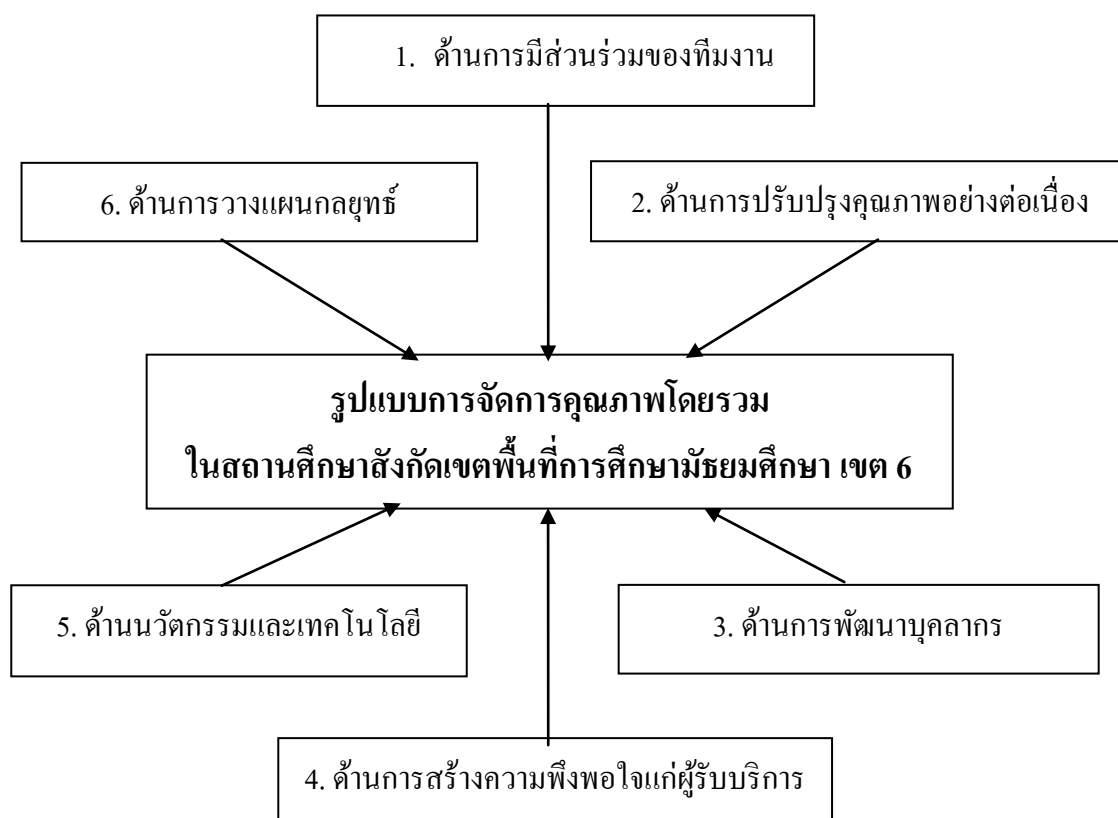 1. ด้านการมีส่วนร่วมของทีมงาน
6. ด้านการวางแผนกลยุทธ์
2. ด้านการปรับปรุงคุณภาพอย่างต่อเนื่อง
รูปแบบการจัดการคุณภาพโดยรวม
ในสถานศึกษาสังกัดเขตพื้นที่การศึกษามัธยมศึกษา เขต 6
5. ด้านนวัตกรรมและเทคโนโลยี
3. ด้านการพัฒนาบุคลากร
4. ด้านการสร้างความพึงพอใจแก่ผู้รับบริการ